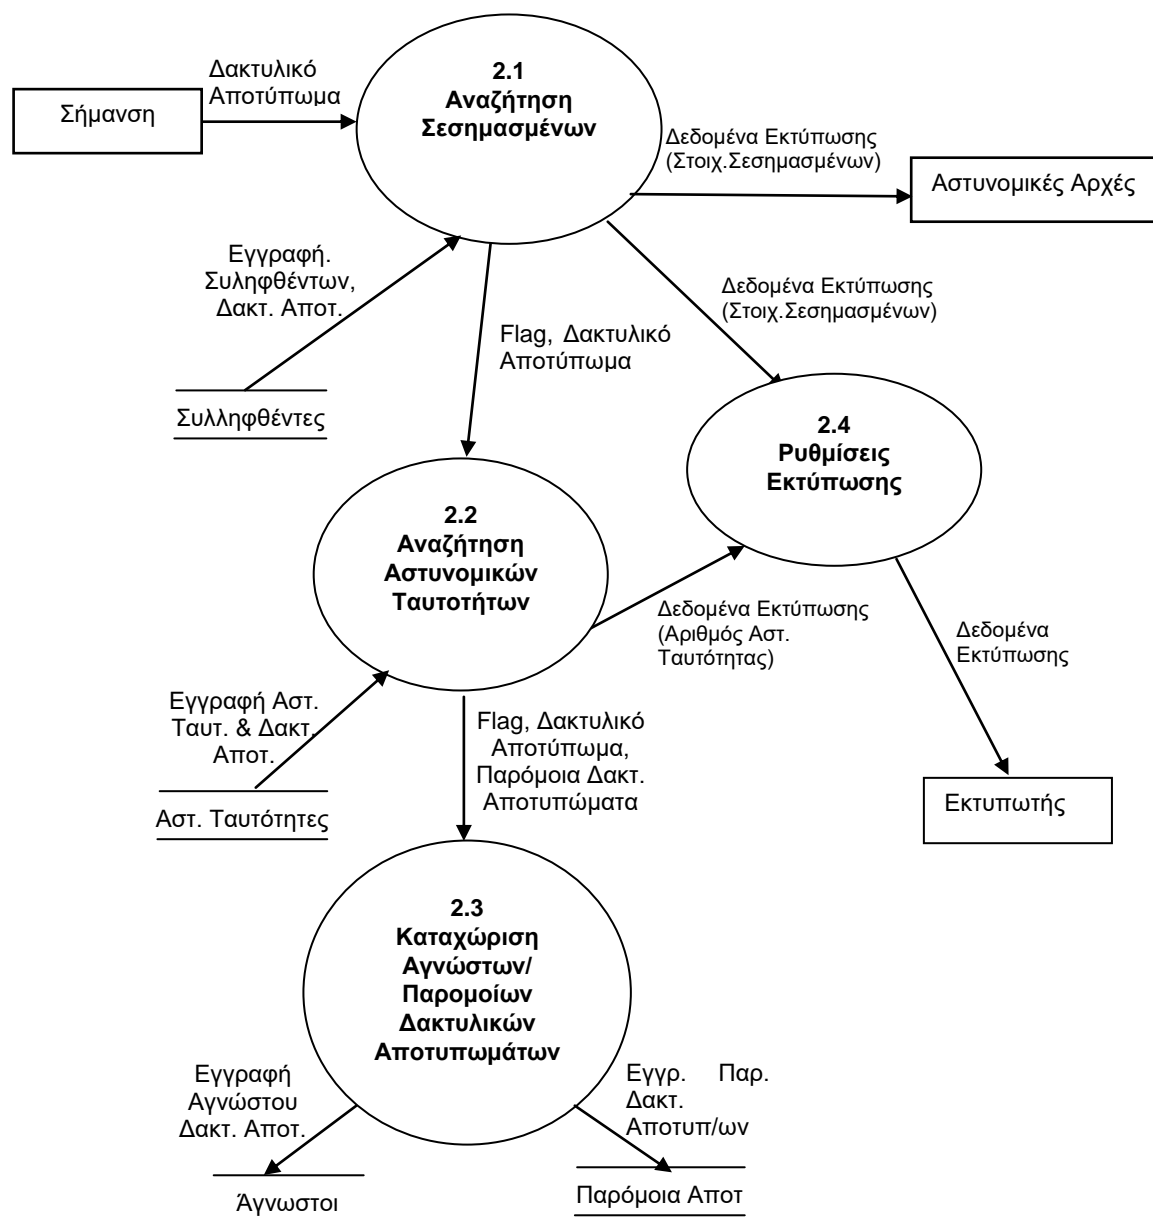 Δακτυλικό
Αποτύπωμα
Σήμανση
2.1
Αναζήτηση
Σεσημασμένων
Δεδομένα Εκτύπωσης
(Στοιχ.Σεσημασμένων)
Αστυνομικές Αρχές
Εγγραφή.
Συληφθέντων,
Δακτ. Αποτ.
Δεδομένα Εκτύπωσης
(Στοιχ.Σεσημασμένων)
Flag, Δακτυλικό
Αποτύπωμα
Συλληφθέντες
2.4
Ρυθμίσεις
Εκτύπωσης
2.2
Αναζήτηση
Αστυνομικών
Ταυτοτήτων
Δεδομένα Εκτύπωσης
(Αριθμός Αστ.
Ταυτότητας)
Δεδομένα
Εκτύπωσης
Εγγραφή Αστ.
Ταυτ. & Δακτ.
Αποτ.
Flag, Δακτυλικό
Αποτύπωμα,
Παρόμοια Δακτ.
Αποτυπώματα
Αστ. Ταυτότητες
Εκτυπωτής
2.3
Καταχώριση
Αγνώστων/
Παρομοίων
Δακτυλικών
Αποτυπωμάτων
Εγγραφή
Αγνώστου
Δακτ. Αποτ.
Εγγρ. Παρ.
Δακτ.
Αποτυπ/ων
Άγνωστοι
Παρόμοια Αποτ